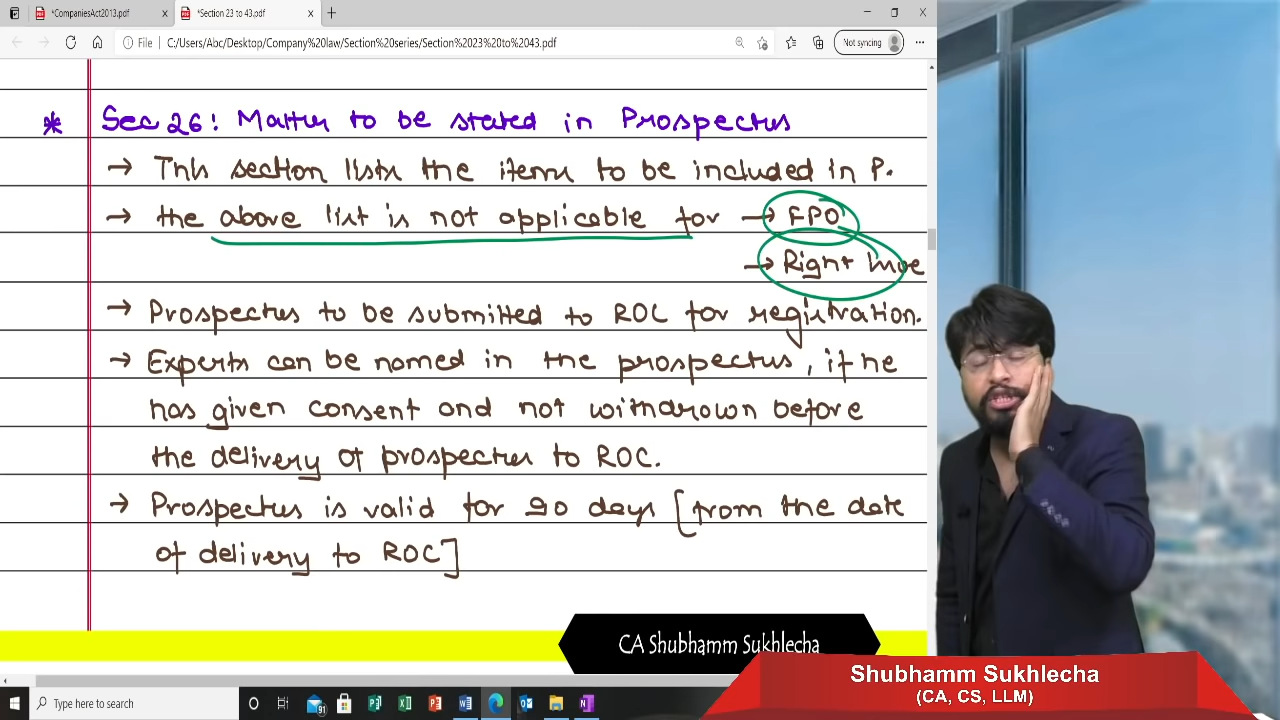 *CompaniesAct2013.pdf
*Section 23 to 43.pdf
File C:/Users/Abc/Desktop/Company%20law/Section%20series/Section%2023%20to%2043.pdf
Not syncing
* Sec 26: Matter to be stated in Prospectus
→ This section lists the items to be included in P.
→ the above list is not applicable for → FPO
→ Right Issue
→ Prospectus to be submitted to ROC for registration.
→ Experts can be named in the prospectus, if he
has given consent and not withdrawn before
the delivery of prospectus to ROC.
→ Prospectus is valid for 90 days [from the date
of delivery to ROC]
CA Shubhamm Sukhlecha
Shubhamm Sukhlecha
(CA, CS, LLM)
Type here to search
91